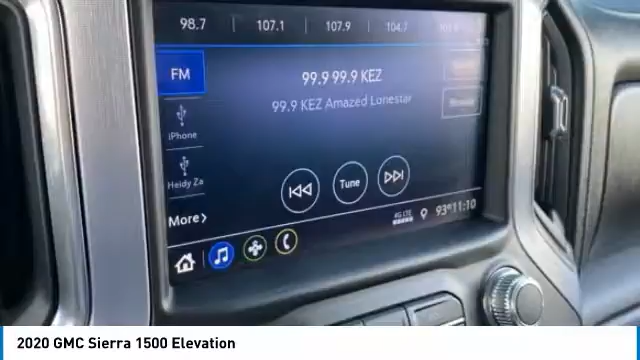 98.7 107.1 107.9 104.7
FM
99.9 99.9 KEZ
99.9 KEZ Amazed Lonestar
iPhone
Heidy Za
Tune
More
4G LTE
93° 11:10
2020 GMC Sierra 1500 Elevation